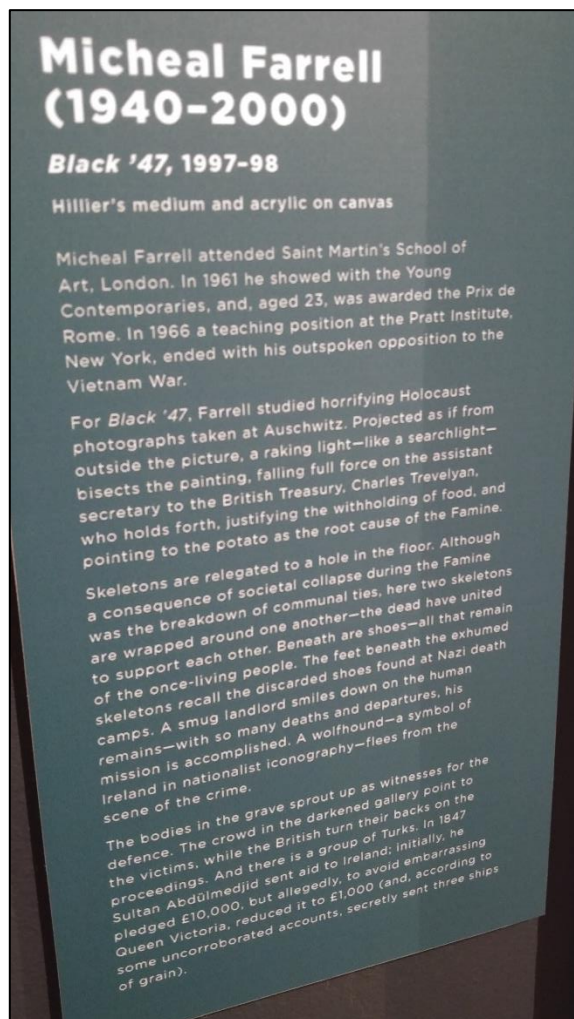 Micheal Farrell
(1940–2000)
Black ’47, 1997–98
Hillier’s medium and acrylic on canvas
Micheal Farrell attended Saint Martin’s School of
Art, London. In 1961 he showed with the Young
Contemporaries, and, aged 23, was awarded the Prix de
Rome. In 1966 a teaching position at the Pratt Institute,
New York, ended with his outspoken opposition to the
Vietnam War.
For Black ’47, Farrell studied horrifying Holocaust
photographs taken at Auschwitz. Projected as if from
outside the picture, a raking light—like a searchlight—
bisects the painting, falling full force on the assistant
secretary to the British Treasury, Charles Trevelyan,
who holds forth, justifying the withholding of food, and
pointing to the potato as the root cause of the Famine.
Skeletons are relegated to a hole in the floor. Although
a consequence of societal collapse during the Famine
was the breakdown of communal ties, here two skeletons
are wrapped around one another—the dead have united
to support each other. Beneath are shoes—all that remain
of the once-living people. The feet beneath the exhumed
skeletons recall the discarded shoes found at Nazi death
camps. A smug landlord smiles down on the human
remains—with so many deaths and departures, his
mission is accomplished. A wolfhound—a symbol of
Ireland in nationalist iconography—flees from the
scene of the crime.
The bodies in the grave sprout up as witnesses for the
defence. The crowd in the darkened gallery point to
the victims, while the British turn their backs on the
proceedings. And there is a group of Turks. In 1847
Sultan Abdülmedjid sent aid to Ireland; initially, he
pledged £10,000, but allegedly, to avoid embarrassing
Queen Victoria, reduced it to £1,000 (and, according to
some uncorroborated accounts, secretly sent three ships
of grain).